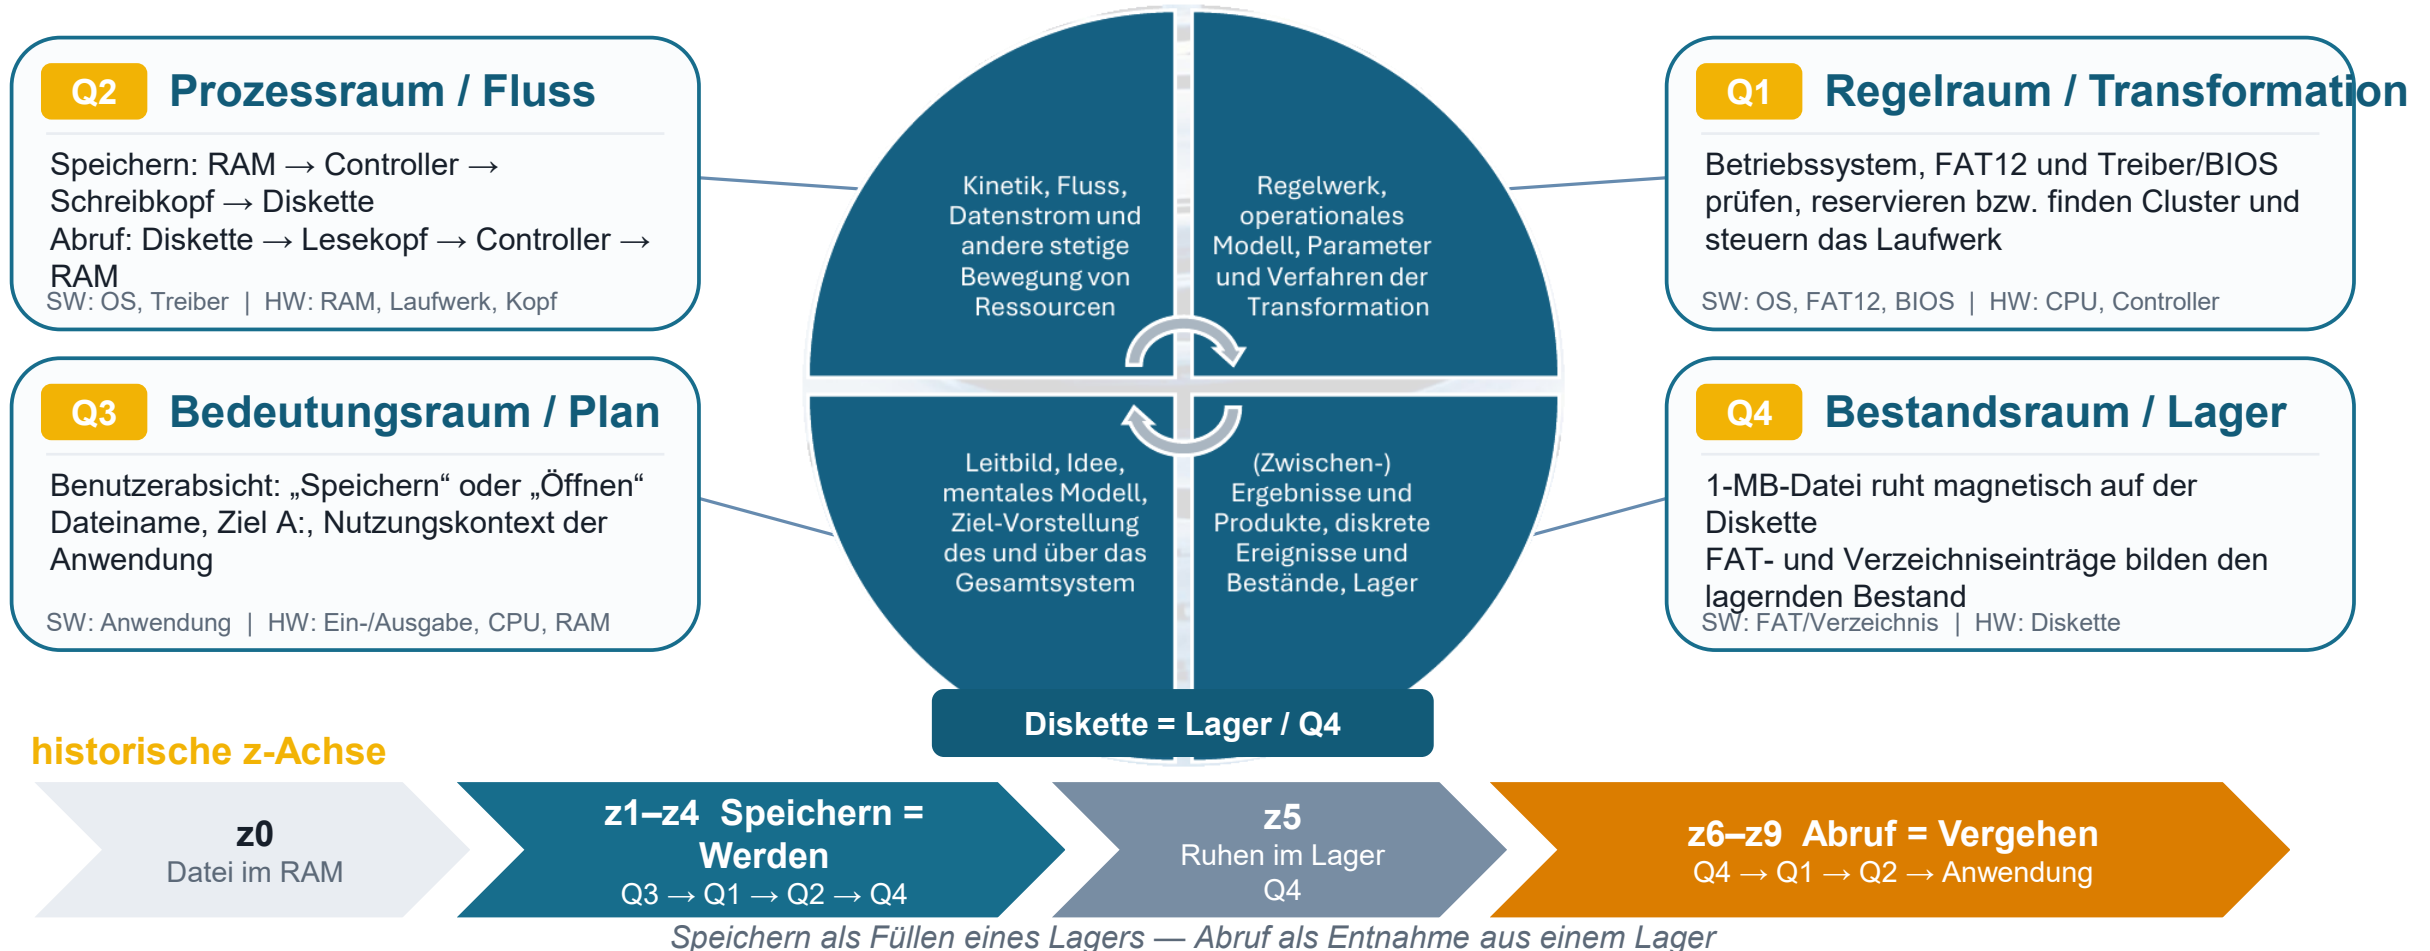 Q2 Prozessraum / Fluss
Speichern: RAM → Controller →
Schreibkopf → Diskette
Abruf: Diskette → Lesekopf → Controller →
RAM
SW: OS, Treiber | HW: RAM, Laufwerk, Kopf
Q3 Bedeutungsraum / Plan
Benutzerabsicht: „Speichern“ oder „Öffnen“
Dateiname, Ziel A:, Nutzungskontext der
Anwendung
SW: Anwendung | HW: Ein-/Ausgabe, CPU, RAM
Kinetik, Fluss,
Datenstrom und
andere stetige
Bewegung von
Ressourcen
Regelwerk,
operationales
Modell, Parameter
und Verfahren der
Transformation
Leitbild, Idee,
mentales Modell,
Ziel-Vorstellung
des und über das
Gesamtsystem
(Zwischen-)
Ergebnisse und
Produkte, diskrete
Ereignisse und
Bestände, Lager
Q1 Regelraum / Transformation
Betriebssystem, FAT12 und Treiber/BIOS
prüfen, reservieren bzw. finden Cluster und
steuern das Laufwerk
SW: OS, FAT12, BIOS | HW: CPU, Controller
Q4 Bestandsraum / Lager
1-MB-Datei ruht magnetisch auf der
Diskette
FAT- und Verzeichniseinträge bilden den
lagernden Bestand
SW: FAT/Verzeichnis | HW: Diskette
Diskette = Lager / Q4
historische z-Achse
z0
Datei im RAM
z1–z4 Speichern =
Werden
Q3 → Q1 → Q2 → Q4
z5
Ruhen im Lager
Q4
z6–z9 Abruf = Vergehen
Q4 → Q1 → Q2 → Anwendung
Speichern als Füllen eines Lagers — Abruf als Entnahme aus einem Lager